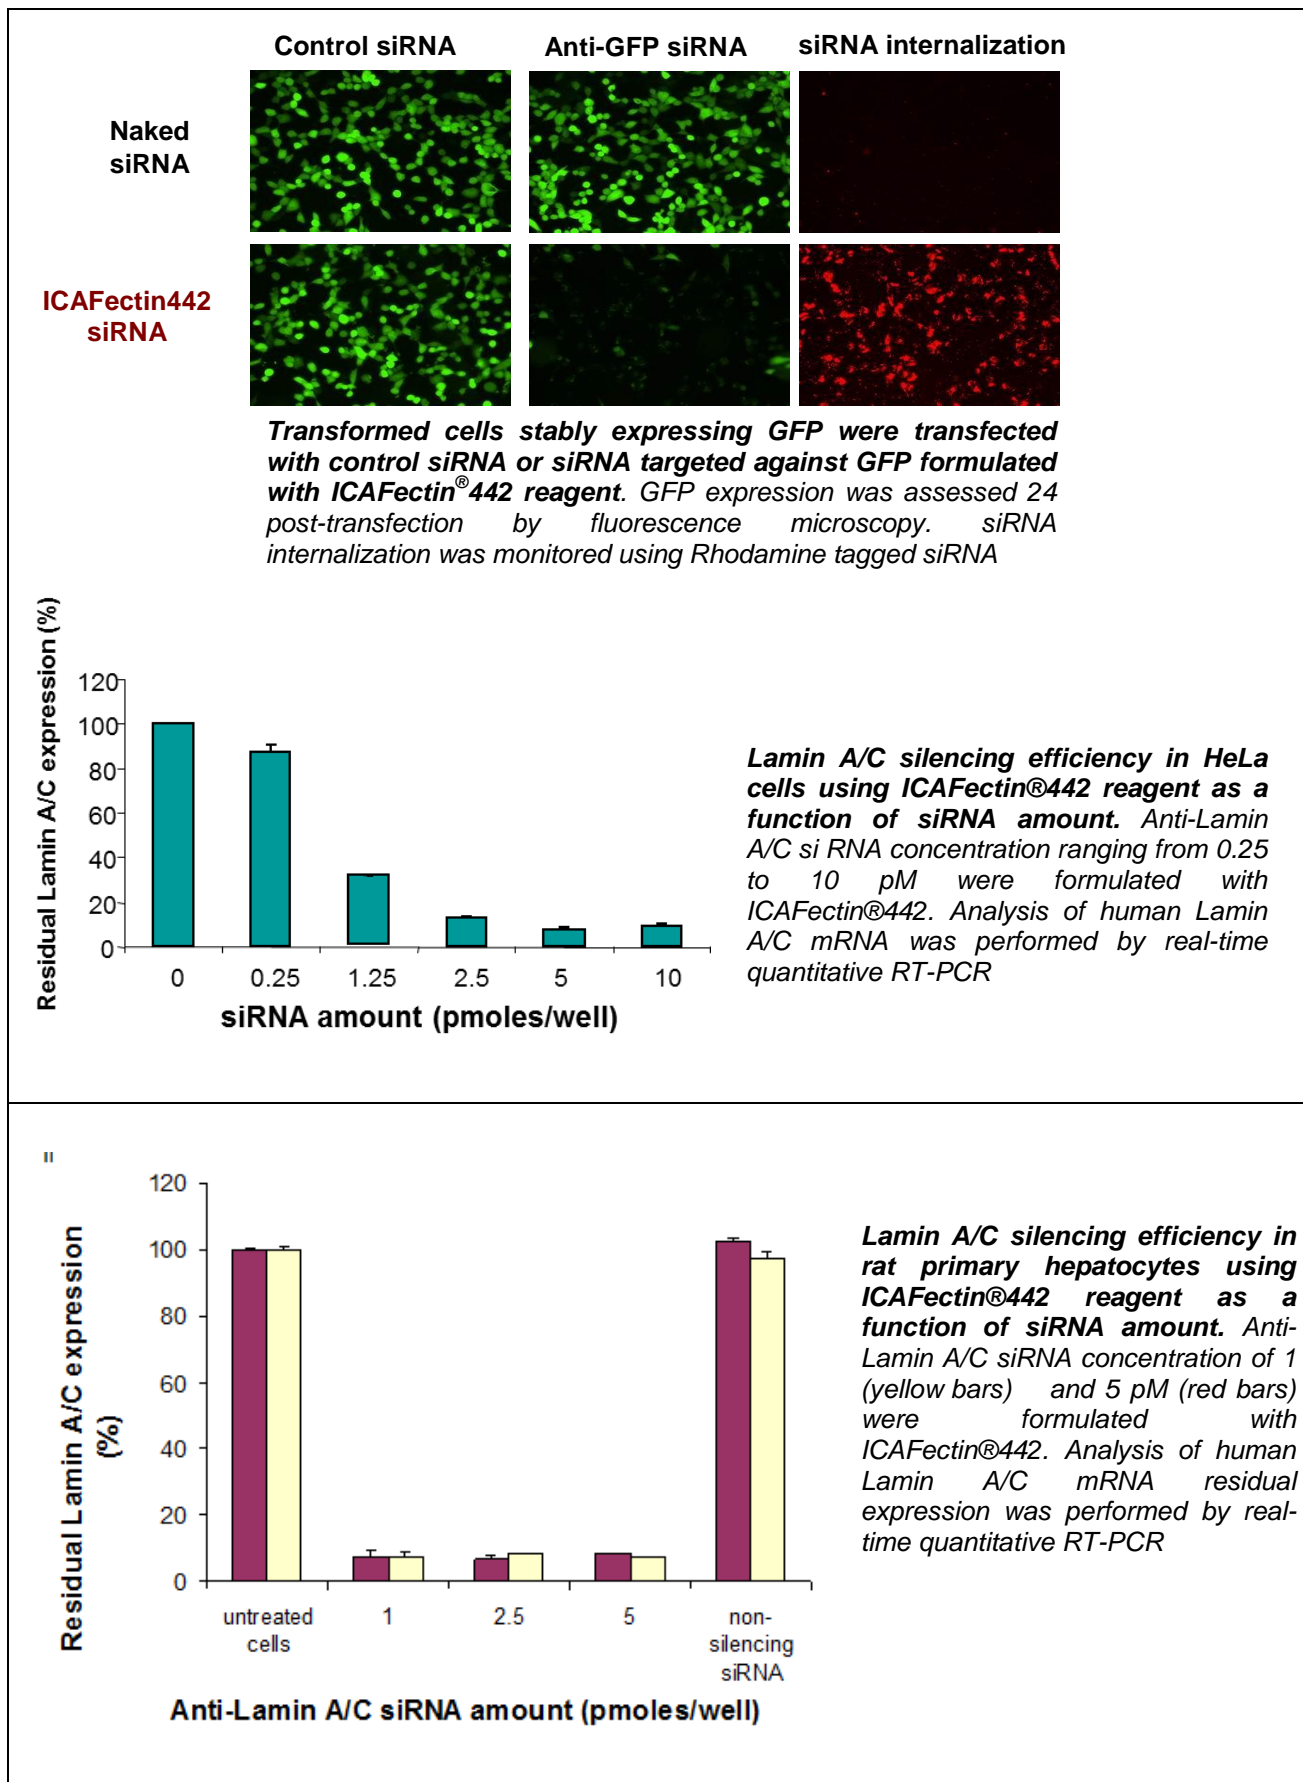 Control siRNA Anti-GFP siRNA siRNA internalization
Naked
siRNA
ICAFectin442
siRNA
Transformed cells stably expressing GFP were transfected
with control siRNA or siRNA targeted against GFP formulated
with ICAFectin®442 reagent. GFP expression was assessed 24
post-transfection by fluorescence microscopy. siRNA
internalization was monitored using Rhodamine tagged siRNA
Residual Lamin A/C expression (%)
120
100
80
60
40
20
0
0 0.25 1.25 2.5 5 10
siRNA amount (pmoles/well)
Lamin A/C silencing efficiency in HeLa
cells using ICAFectin®442 reagent as a
function of siRNA amount. Anti-Lamin
A/C si RNA concentration ranging from 0.25
to 10 pM were formulated with
ICAFectin®442. Analysis of human Lamin
A/C mRNA was performed by real-time
quantitative RT-PCR
"
Residual Lamin A/C expression
(%)
120
100
80
60
40
20
0
untreated
cells
1
2.5
5
non-
silencing
siRNA
Anti-Lamin A/C siRNA amount (pmoles/well)
Lamin A/C silencing efficiency in
rat primary hepatocytes using
ICAFectin®442 reagent as a
function of siRNA amount. Anti-
Lamin A/C siRNA concentration of 1
(yellow bars) and 5 pM (red bars)
were formulated with
ICAFectin®442. Analysis of human
Lamin A/C mRNA residual
expression was performed by real-
time quantitative RT-PCR